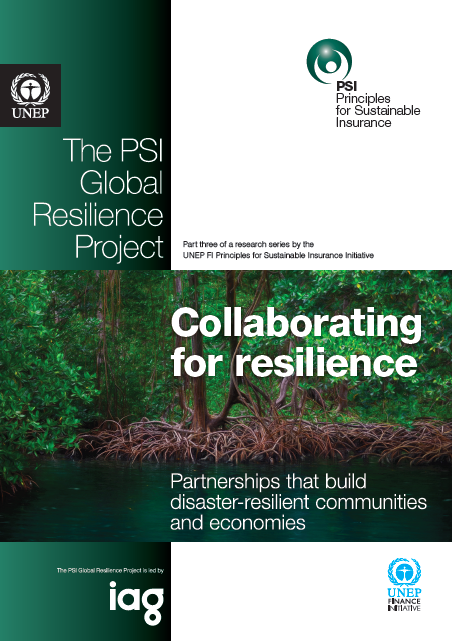 UNEP
PSI
Principles
for Sustainable
Insurance
The PSI
Global
Resilience
Project
Part three of a research series by the
UNEP FI Principles for Sustainable Insurance Initiative
Collaborating
for resilience
Partnerships that build
disaster-resilient communities
and economies
The PSI Global Resilience Project is led by
iag
UNEP
FINANCE
INITIATIVE